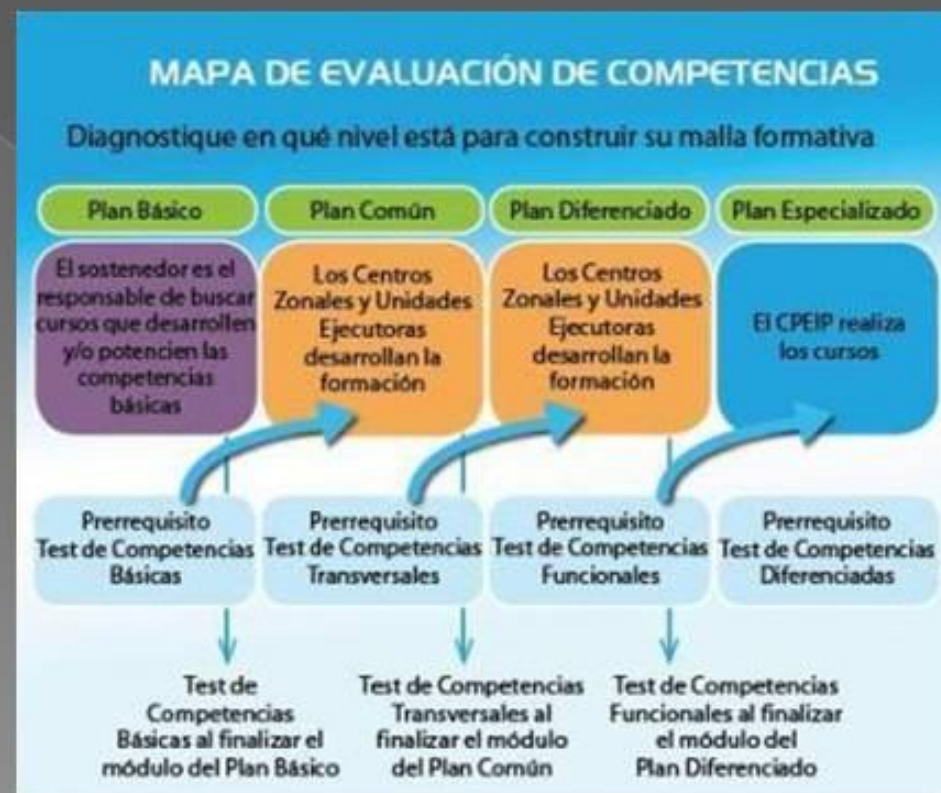 MAPA DE EVALUACIÓN DE COMPETENCIAS
Diagnostique en qué nivel está para construir su malla formativa
Plan Básico
Plan Común
Plan Diferenciado
Plan Especializado
El sostenedor es el
responsable de buscar
cursos que desarrollen
y/o potencien las
competencias
básicas
Los Centros
Zonales y Unidades
Ejecutoras
desarrollan la
formación
Los Centros
Zonales y Unidades
Ejecutoras
desarrollan la
formación
El CPEIP realiza
los cursos
Prerrequisito
Test de Competencias
Básicas
Prerrequisito
Test de Competencias
Transversales
Prerrequisito
Test de Competencias
Funcionales
Prerrequisito
Test de Competencias
Diferenciadas
Test de
Competencias
Básicas al finalizar el
módulo del Plan Básico
Test de Competencias
Transversales al
finalizar el módulo
del Plan Común
Test de Competencias
Funcionales al finalizar
el módulo del
Plan Diferenciado